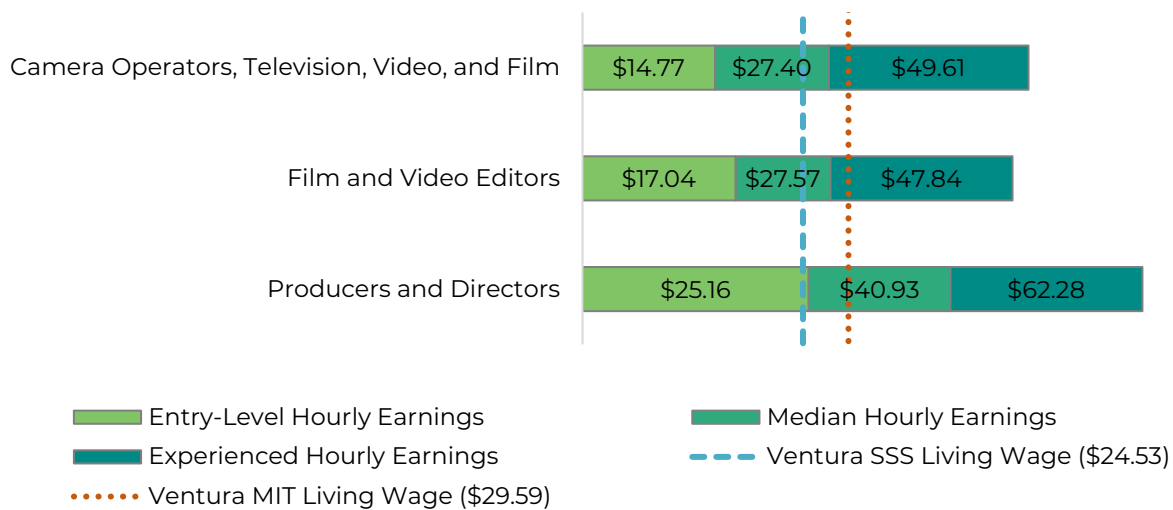 Camera Operators, Television, Video, and Film $14.77 $27.40 $49.61
Film and Video Editors $17.04 $27.57 $47.84
Producers and Directors $25.16 $40.93 $62.28
Entry-Level Hourly Earnings
Median Hourly Earnings
Experienced Hourly Earnings
Ventura SSS Living Wage ($24.53)
Ventura MIT Living Wage ($29.59)